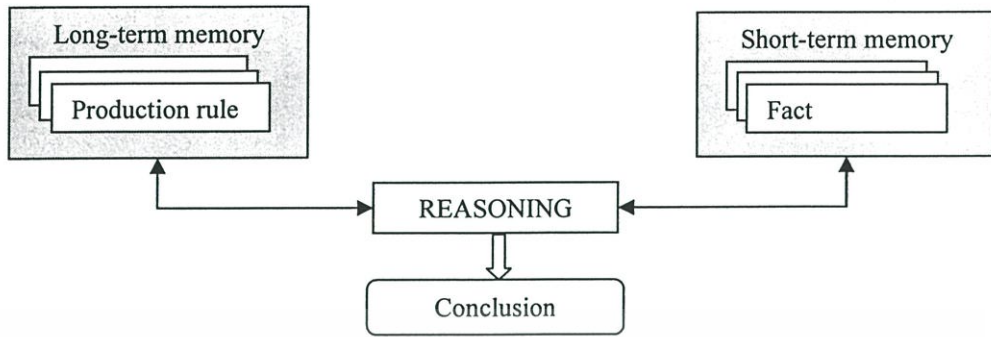 Long-term memory
Production rule
Short-term memory
Fact
REASONING
Conclusion